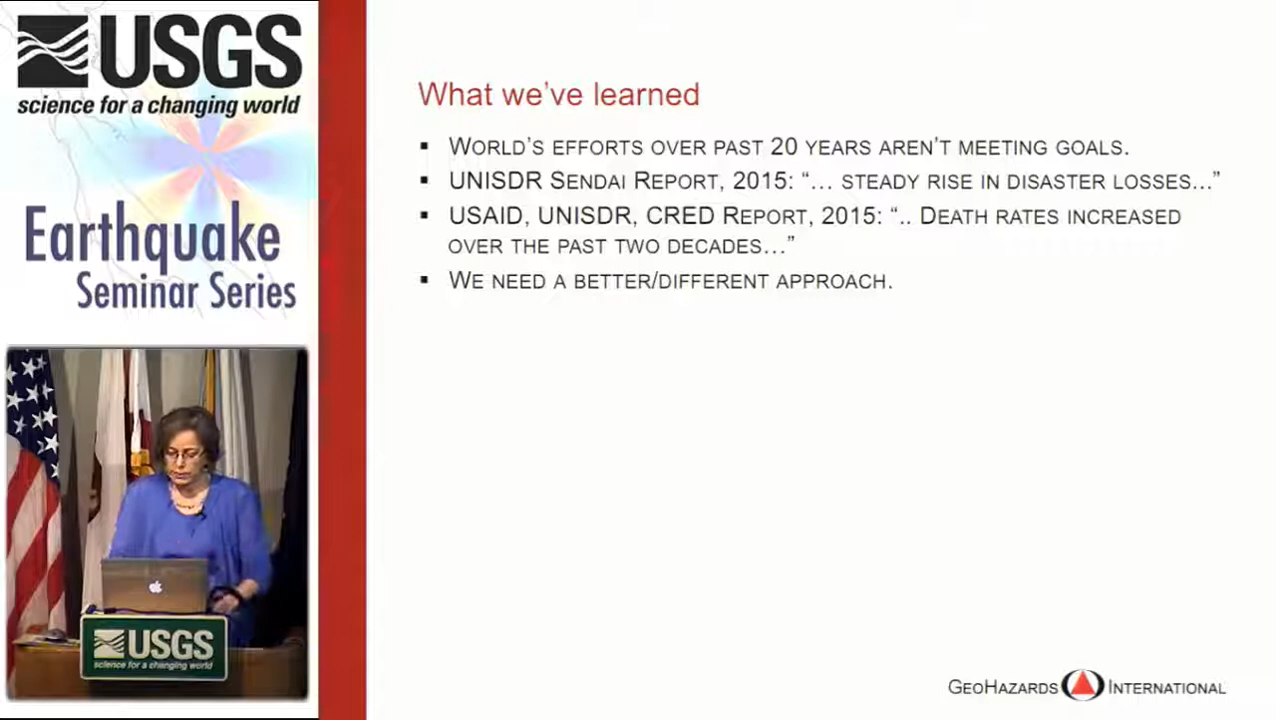 USGS
science for a changing world
Earthquake
Seminar Series
USGS
science for a changing world
What we've learned
▪ WORLD'S EFFORTS OVER PAST 20 YEARS AREN'T MEETING GOALS.
▪ UNISDR SENDAI REPORT, 2015: “… STEADY RISE IN DISASTER LOSSES…”
▪ USAID, UNISDR, CRED REPORT, 2015: “.. DEATH RATES INCREASED
OVER THE PAST TWO DECADES…”
▪ WE NEED A BETTER/DIFFERENT APPROACH.
GEOHAZARDS INTERNATIONAL